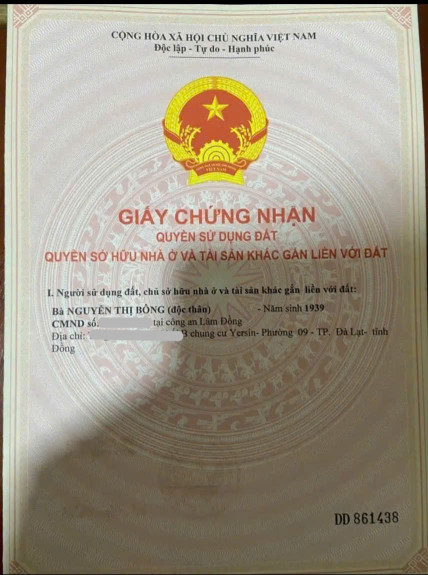 CỘNG HÒA XÃ HỘI CHỦ NGHĨA VIỆT NAM
Độc lập - Tự do - Hạnh phúc
GIẤY CHỨNG NHẬN
QUYỀN SỬ DỤNG ĐẤT
QUYỀN SỞ HỮU NHÀ Ở VÀ TÀI SẢN KHÁC GẮN LIỀN VỚI ĐẤT
I. Người sử dụng đất, chủ sở hữu nhà ở và tài sản khác gắn liền với đất:
Bà NGUYỄN THỊ BÔNG (độc thân) - Năm sinh 1939
CMND số: tại công an Lâm Đồng
Địa chỉ: B chung cư Yersin- Phường 09 - TP. Đà Lạt- tỉnh
Đồng
DD 861438